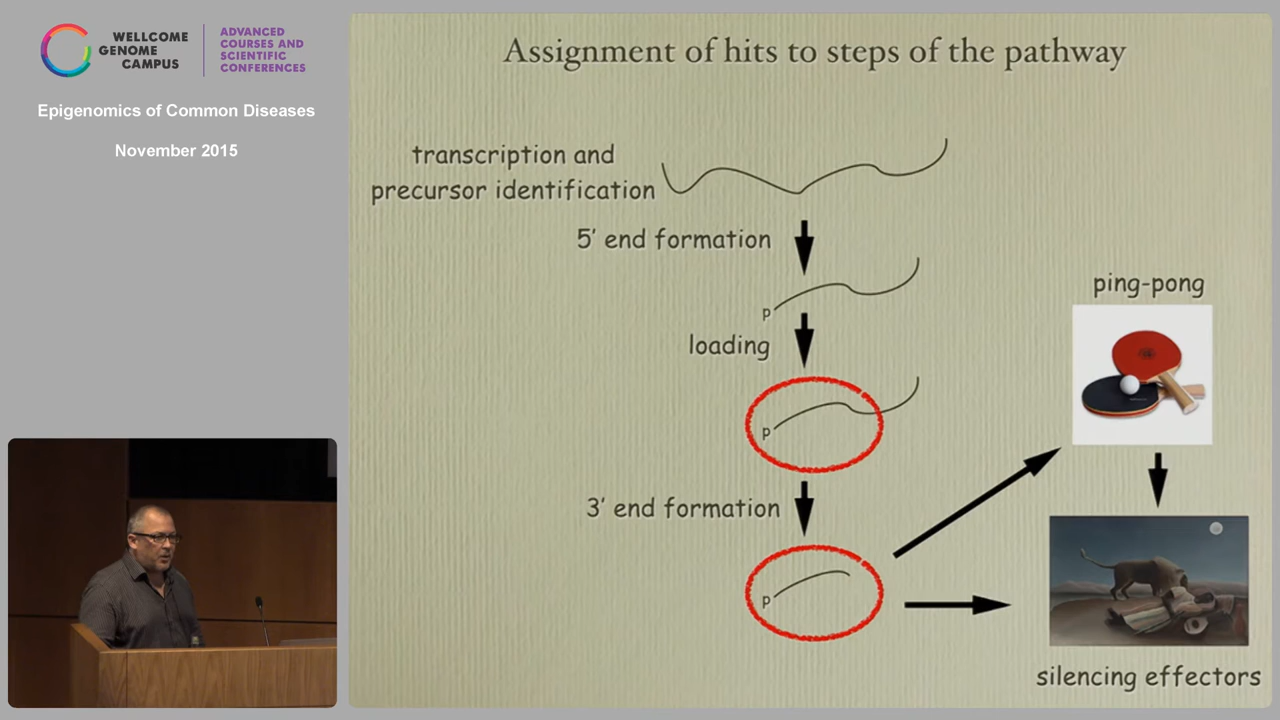 WELLCOME
GENOME
CAMPUS
ADVANCED
COURSES AND
SCIENTIFIC
CONFERENCES
Epigenomics of Common Diseases
November 2015
Assignment of hits to steps of the pathway
transcription and
precursor identification
5' end formation
p
loading
p
3' end formation
p
ping-pong
silencing effectors